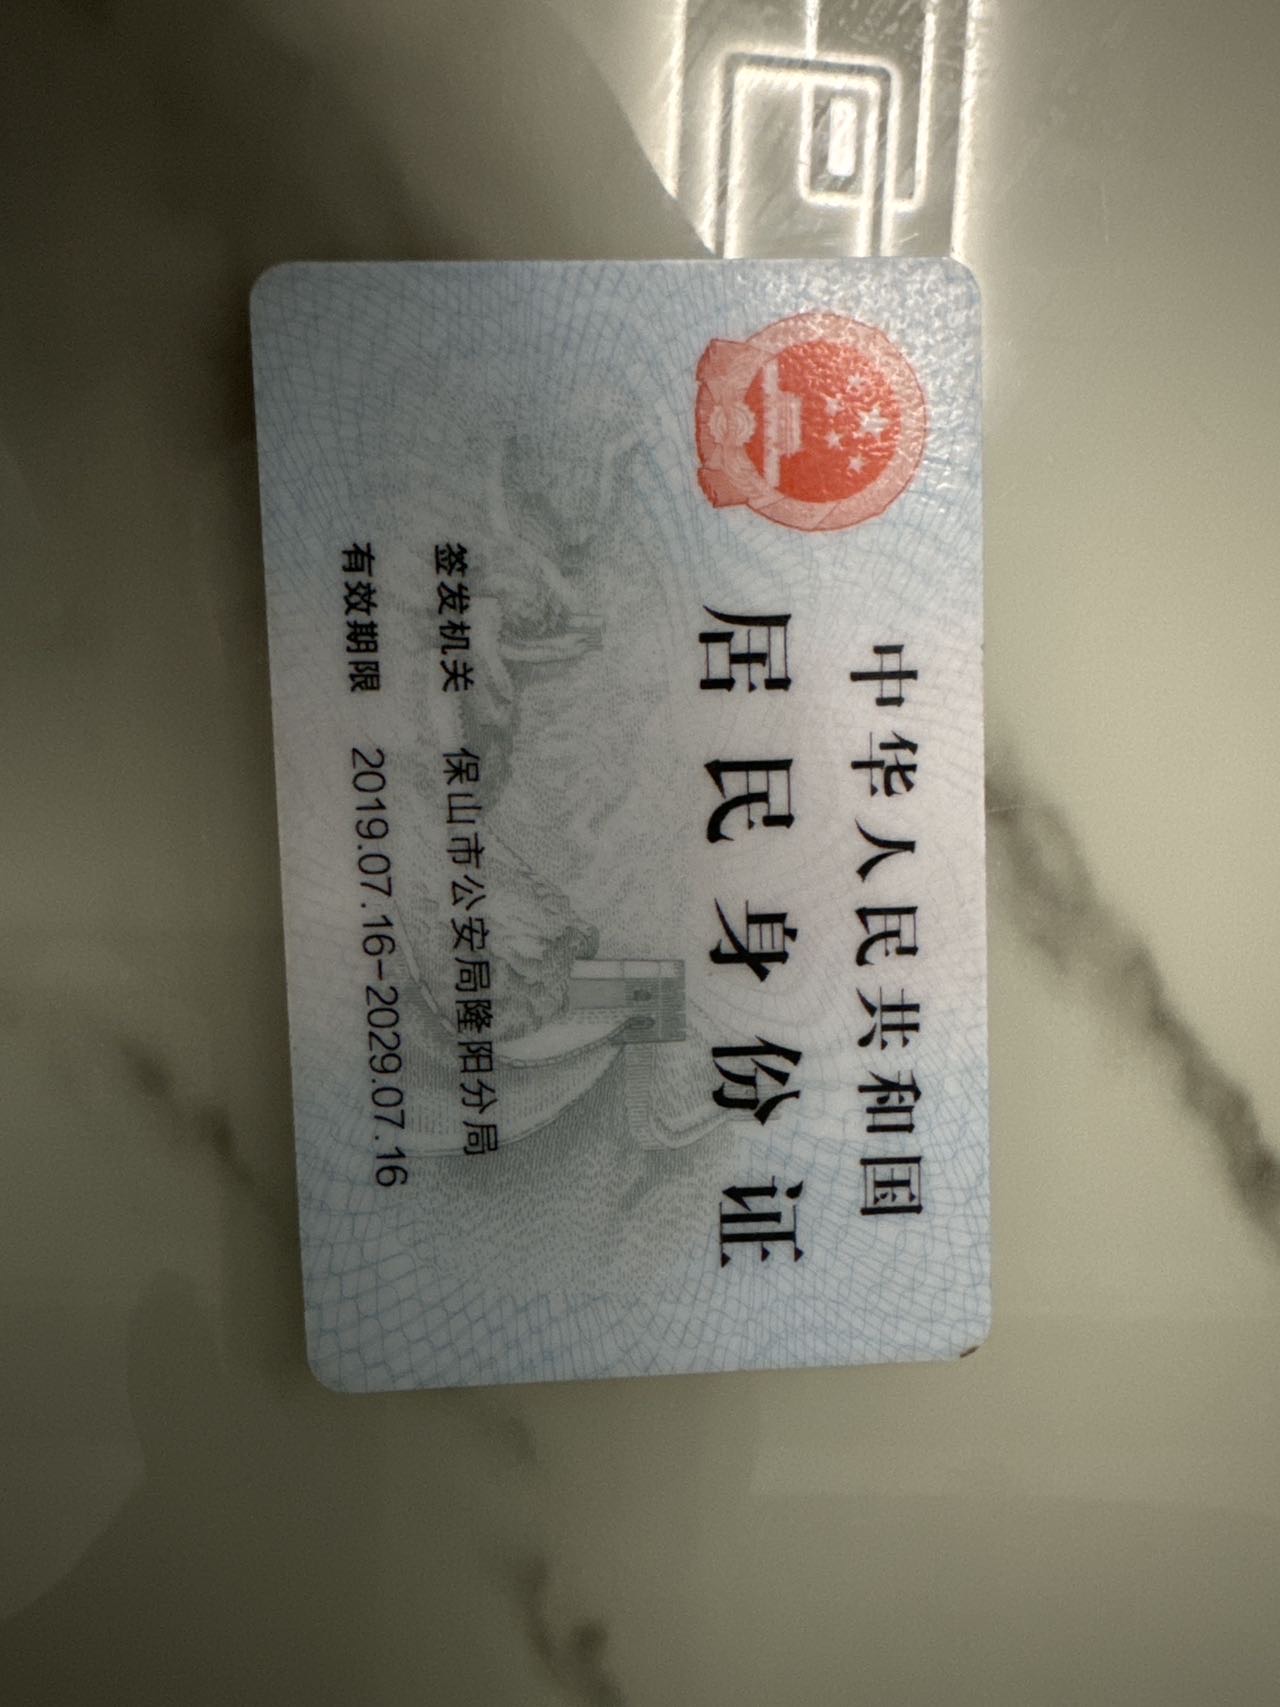 中华人民共和国
居民身份证
签发机关 保山市公安局隆阳分局
有效期限 2019.07.16-2029.07.16